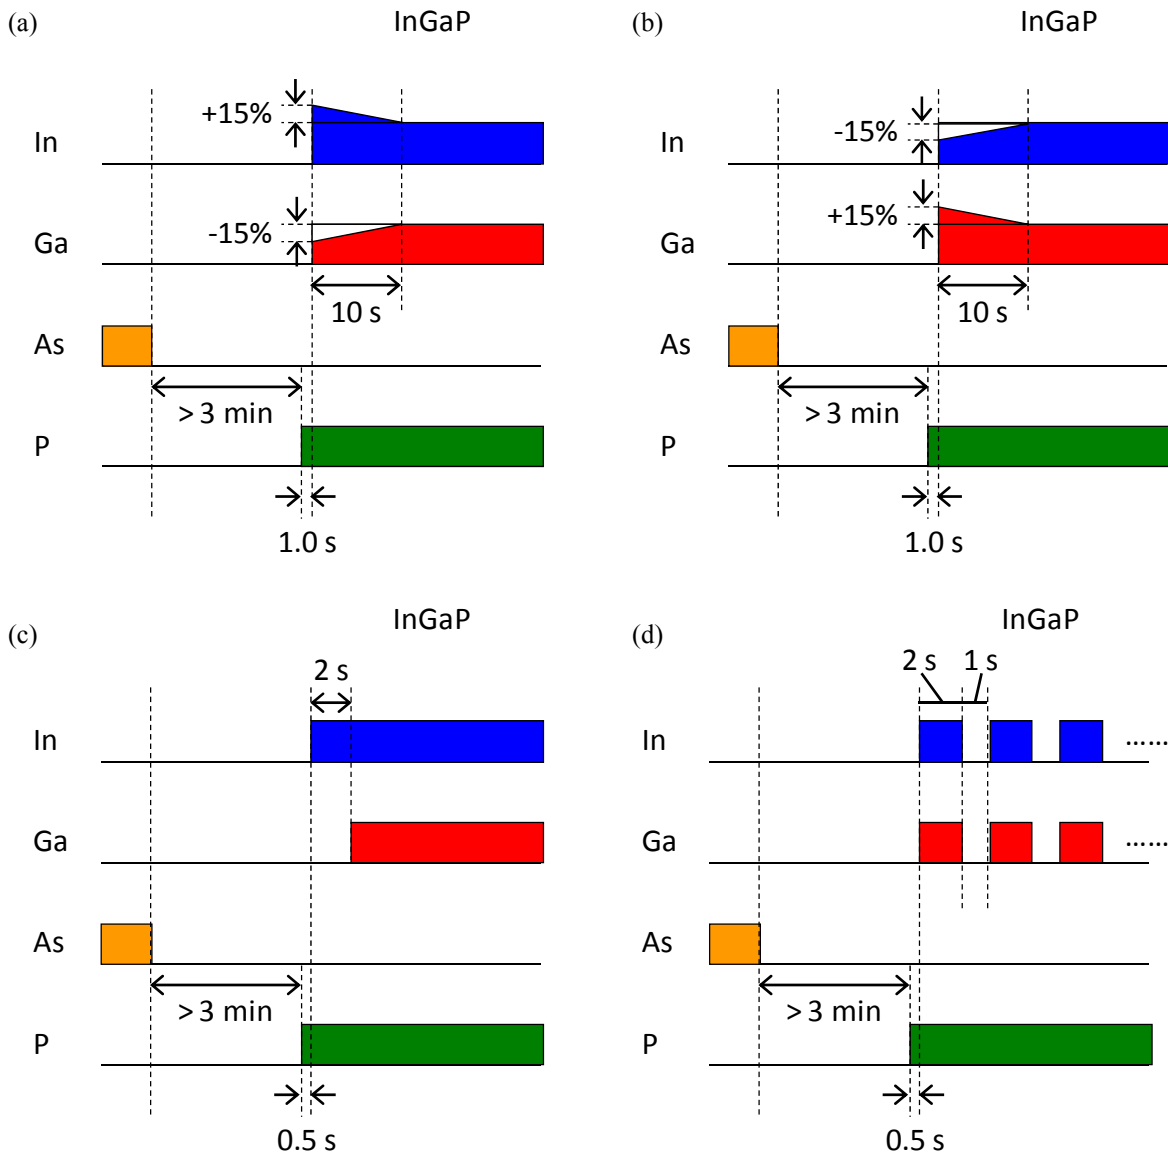 (a)
InGaP
+15%
In
-15%
Ga
10 s
As
> 3 min
P
1.0 s
(b)
InGaP
-15%
In
+15%
Ga
10 s
As
> 3 min
P
1.0 s
(c)
InGaP
2 s
In
Ga
As
> 3 min
P
0.5 s
(d)
InGaP
2 s 1 s
In ......
Ga ......
As
> 3 min
P
0.5 s